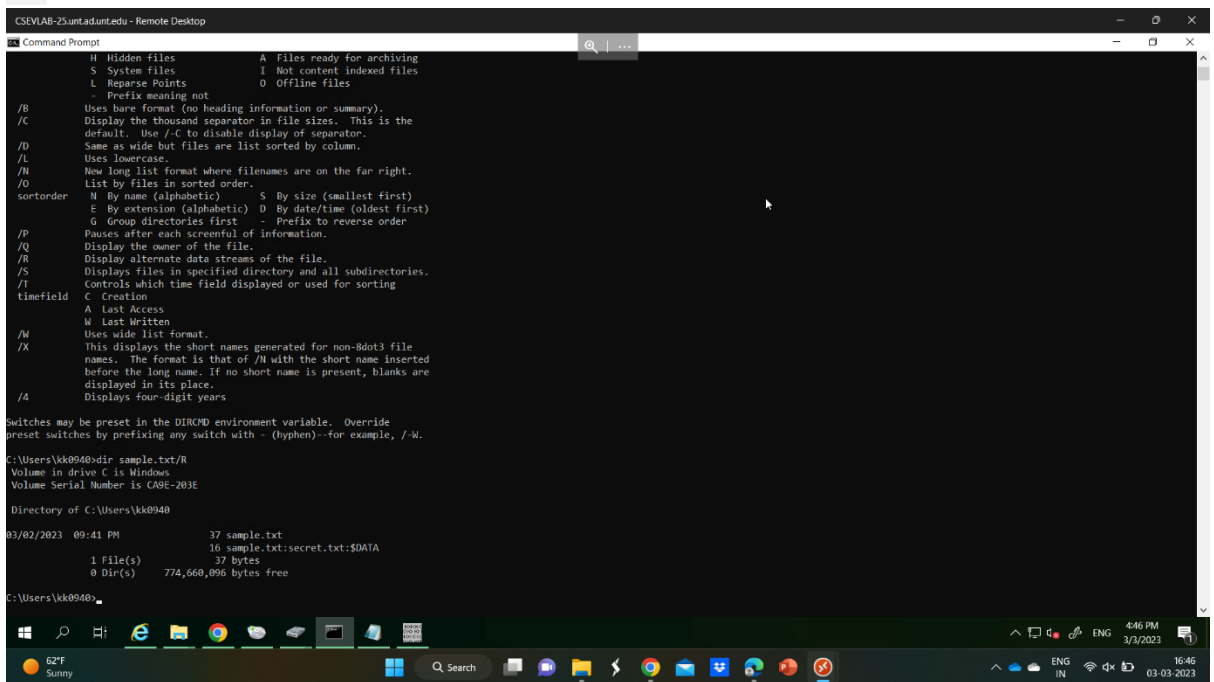 CSEVLAB-25.unt.ad.unt.edu - Remote Desktop
Command Prompt
H Hidden files A Files ready for archiving
S System files I Not content indexed files
L Reparse Points O Offline files
- Prefix meaning not
/B Uses bare format (no heading information or summary).
/C Display the thousand separator in file sizes. This is the
default. Use /-C to disable display of separator.
/D Same as wide but files are list sorted by column.
/L Uses lowercase.
/N New long list format where filenames are on the far right.
/O List by files in sorted order.
sortorder N By name (alphabetic) S By size (smallest first)
E By extension (alphabetic) D By date/time (oldest first)
G Group directories first - Prefix to reverse order
/P Pauses after each screenful of information.
/Q Display the owner of the file.
/R Display alternate data streams of the file.
/S Displays files in specified directory and all subdirectories.
/T Controls which time field displayed or used for sorting
timefield C Creation
A Last Access
W Last Written
/W Uses wide list format.
/X This displays the short names generated for non-8dot3 file
names. The format is that of /N with the short name inserted
before the long name. If no short name is present, blanks are
displayed in its place.
/4 Displays four-digit years
Switches may be preset in the DIRCMD environment variable. Override
preset switches by prefixing any switch with - (hyphen)--for example, /-W.
C:\Users\kk0940>dir sample.txt/R
Volume in drive C is Windows
Volume Serial Number is CA9E-203E
Directory of C:\Users\kk0940
03/02/2023 09:41 PM 37 sample.txt
16 sample.txt:secret.txt:$DATA
1 File(s) 37 bytes
0 Dir(s) 774,660,096 bytes free
C:\Users\kk0940>_
ENG 4:46 PM
3/3/2023
62°F
Sunny
Search
ENG
IN
16:46
03-03-2023